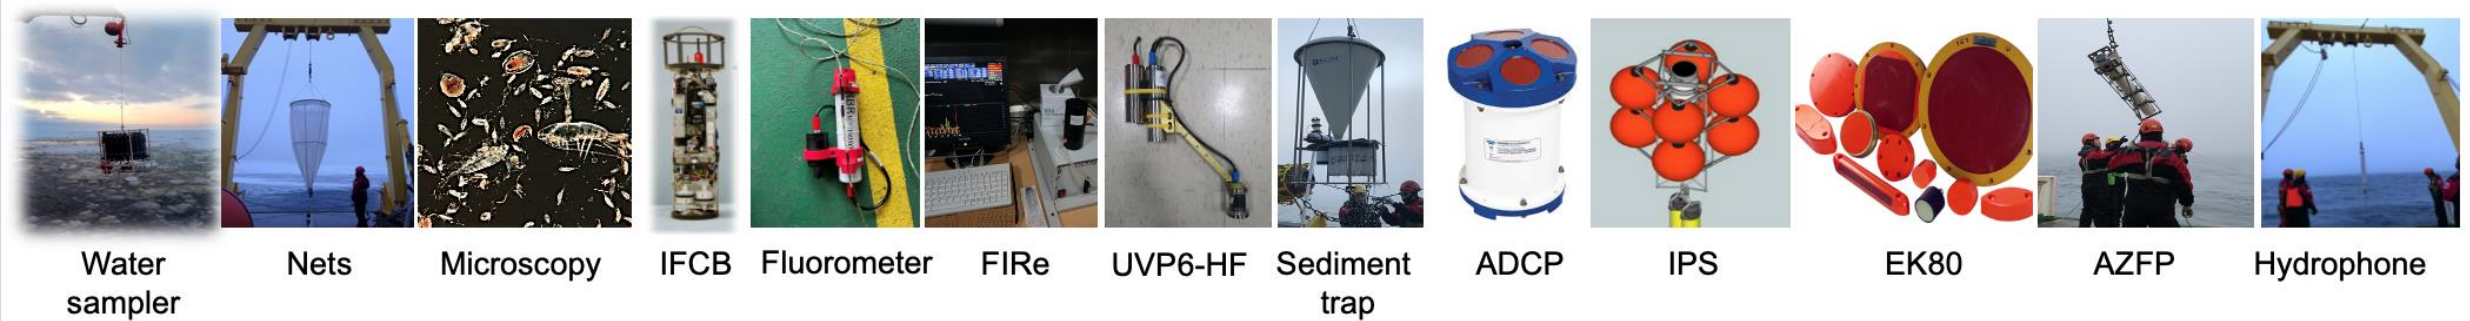 Water
sampler
Nets
Microscopy
IFCB
Fluorometer
FIRe
UVP6-HF
Sediment
trap
ADCP
IPS
EK80
AZFP
Hydrophone